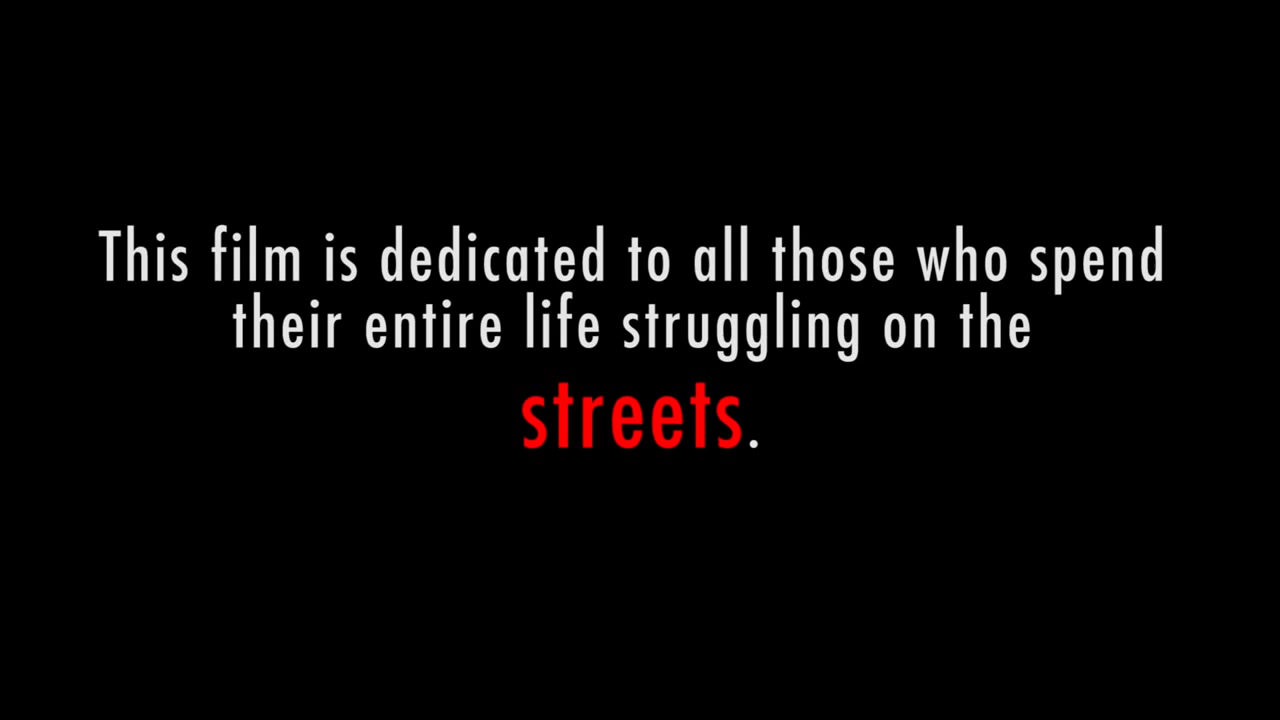 This film is dedicated to all those who spend
their entire life struggling on the
streets.